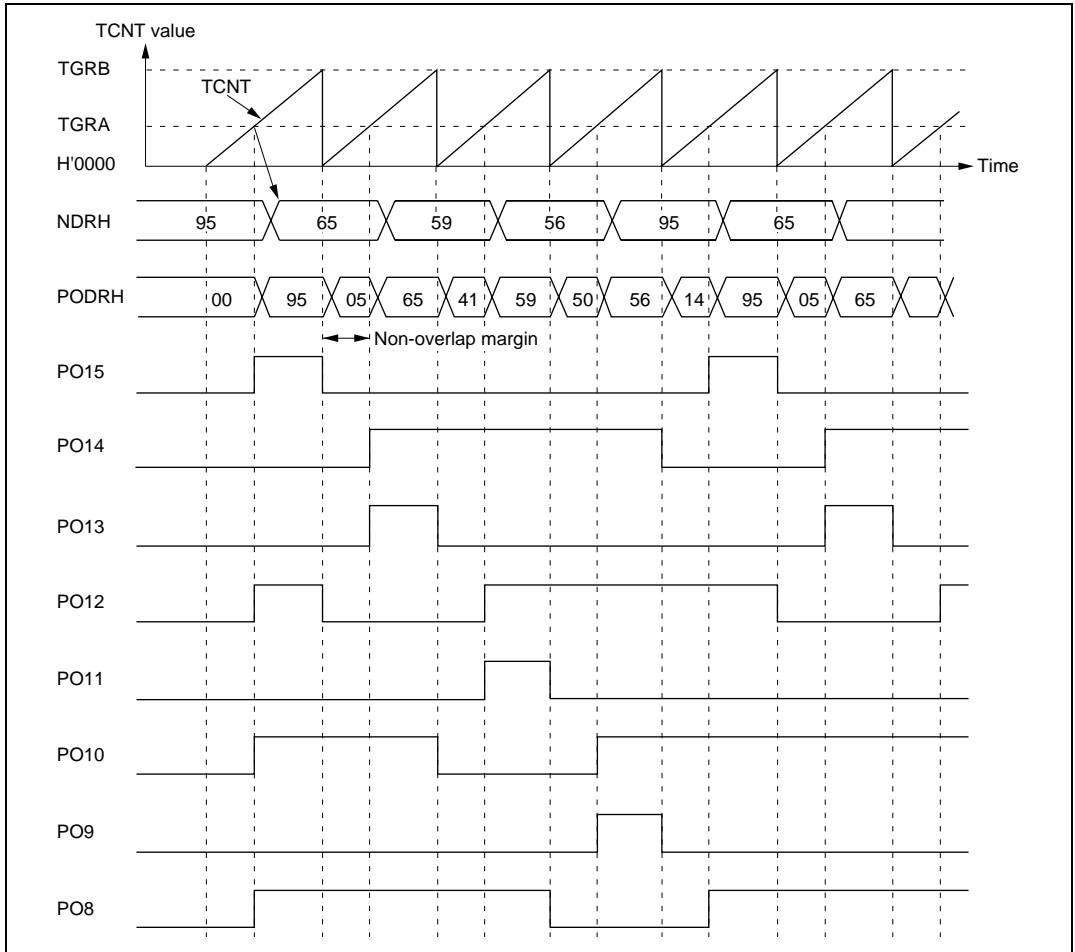 TCNT value
TGRB
TCNT
TGRA
H'0000
Time
NDRH 95 65 59 56 95 65
PODRH 00 95 05 65 41 59 50 56 14 95 05 65
Non-overlap margin
PO15
PO14
PO13
PO12
PO11
PO10
PO9
PO8